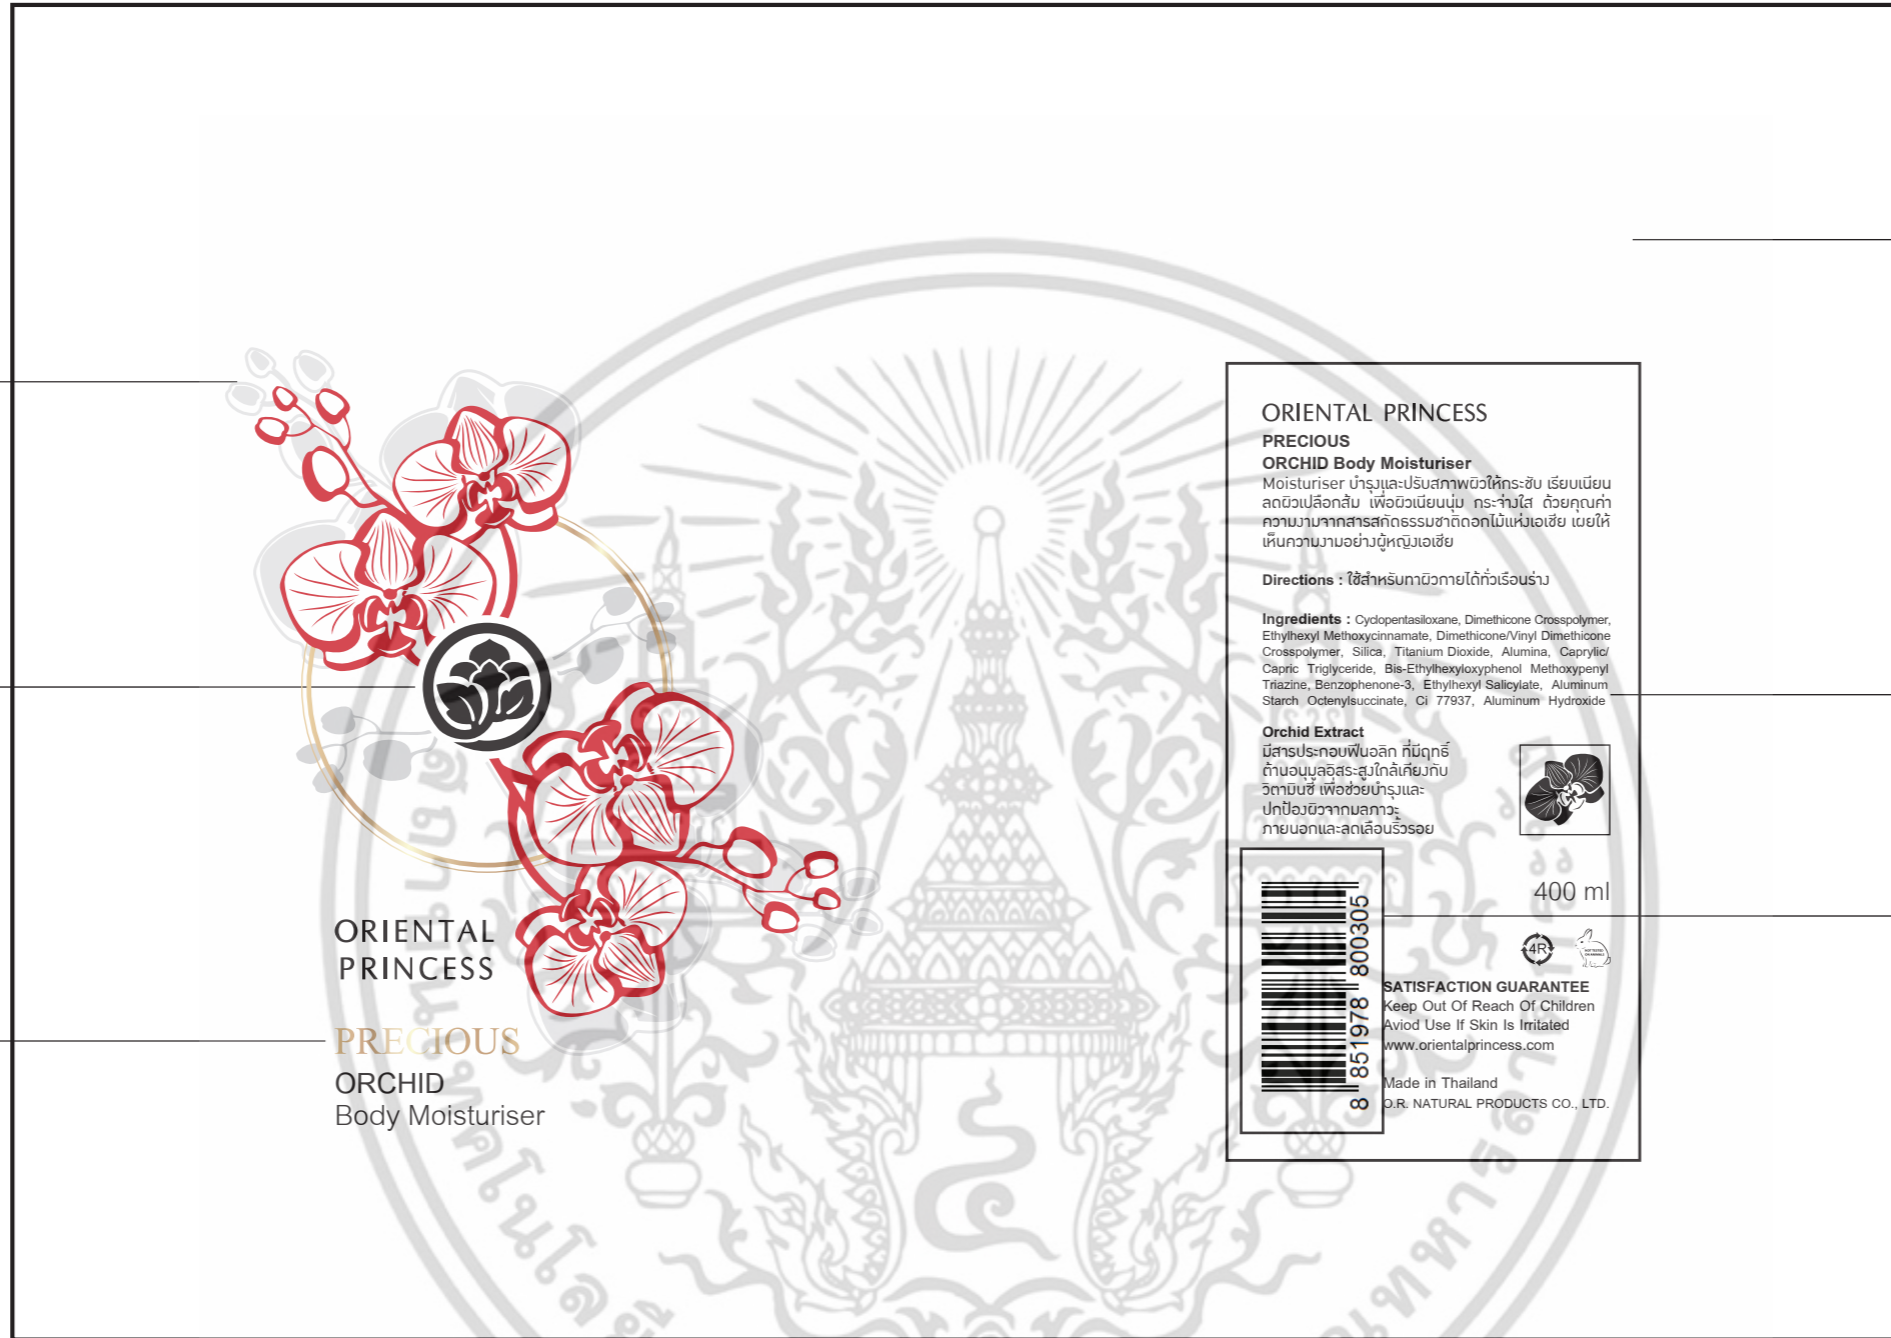 ORIENTAL
PRINCESS
PRECIOUS
ORCHID
Body Moisturiser
ORIENTAL PRINCESS
PRECIOUS
ORCHID Body Moisturiser
Moisturiser บำรุงและปรับสภาพผิวให้กระชับ เรียบเนียน
ลดผิวเปลือกส้ม เพื่อผิวเนียนนุ่ม กระจ่างใส ด้วยคุณค่า
ความงามจากสารสกัดธรรมชาติดอกไม้แห่งเอเชีย เผยให้
เห็นความงามอย่างผู้หญิงเอเชีย
Directions : ใช้สำหรับทาผิวกายได้ทั่วเรือนร่าง
Ingredients : Cyclopentasiloxane, Dimethicone Crosspolymer,
Ethylhexyl Methoxycinnamate, Dimethicone/Vinyl Dimethicone
Crosspolymer, Silica, Titanium Dioxide, Alumina, Caprylic/
Capric Triglyceride, Bis-Ethylhexyloxyphenol Methoxypenyl
Triazine, Benzophenone-3, Ethylhexyl Salicylate, Aluminum
Starch Octenylsuccinate, Ci 77937, Aluminum Hydroxide
Orchid Extract
มีสารประกอบฟีนอลิก ที่มีฤทธิ์
ต้านอนุมูลอิสระสูงใกล้เคียงกับ
วิตามินซี เพื่อช่วยบำรุงและ
ปกป้องผิวจากมลภาวะ
ภายนอกและลดเลือนริ้วรอย
400 ml
4R
8 851978 800305
SATISFACTION GUARANTEE
Keep Out Of Reach Of Children
Aviod Use If Skin Is Irritated
www.orientalprincess.com
Made in Thailand
O.R. NATURAL PRODUCTS CO., LTD.